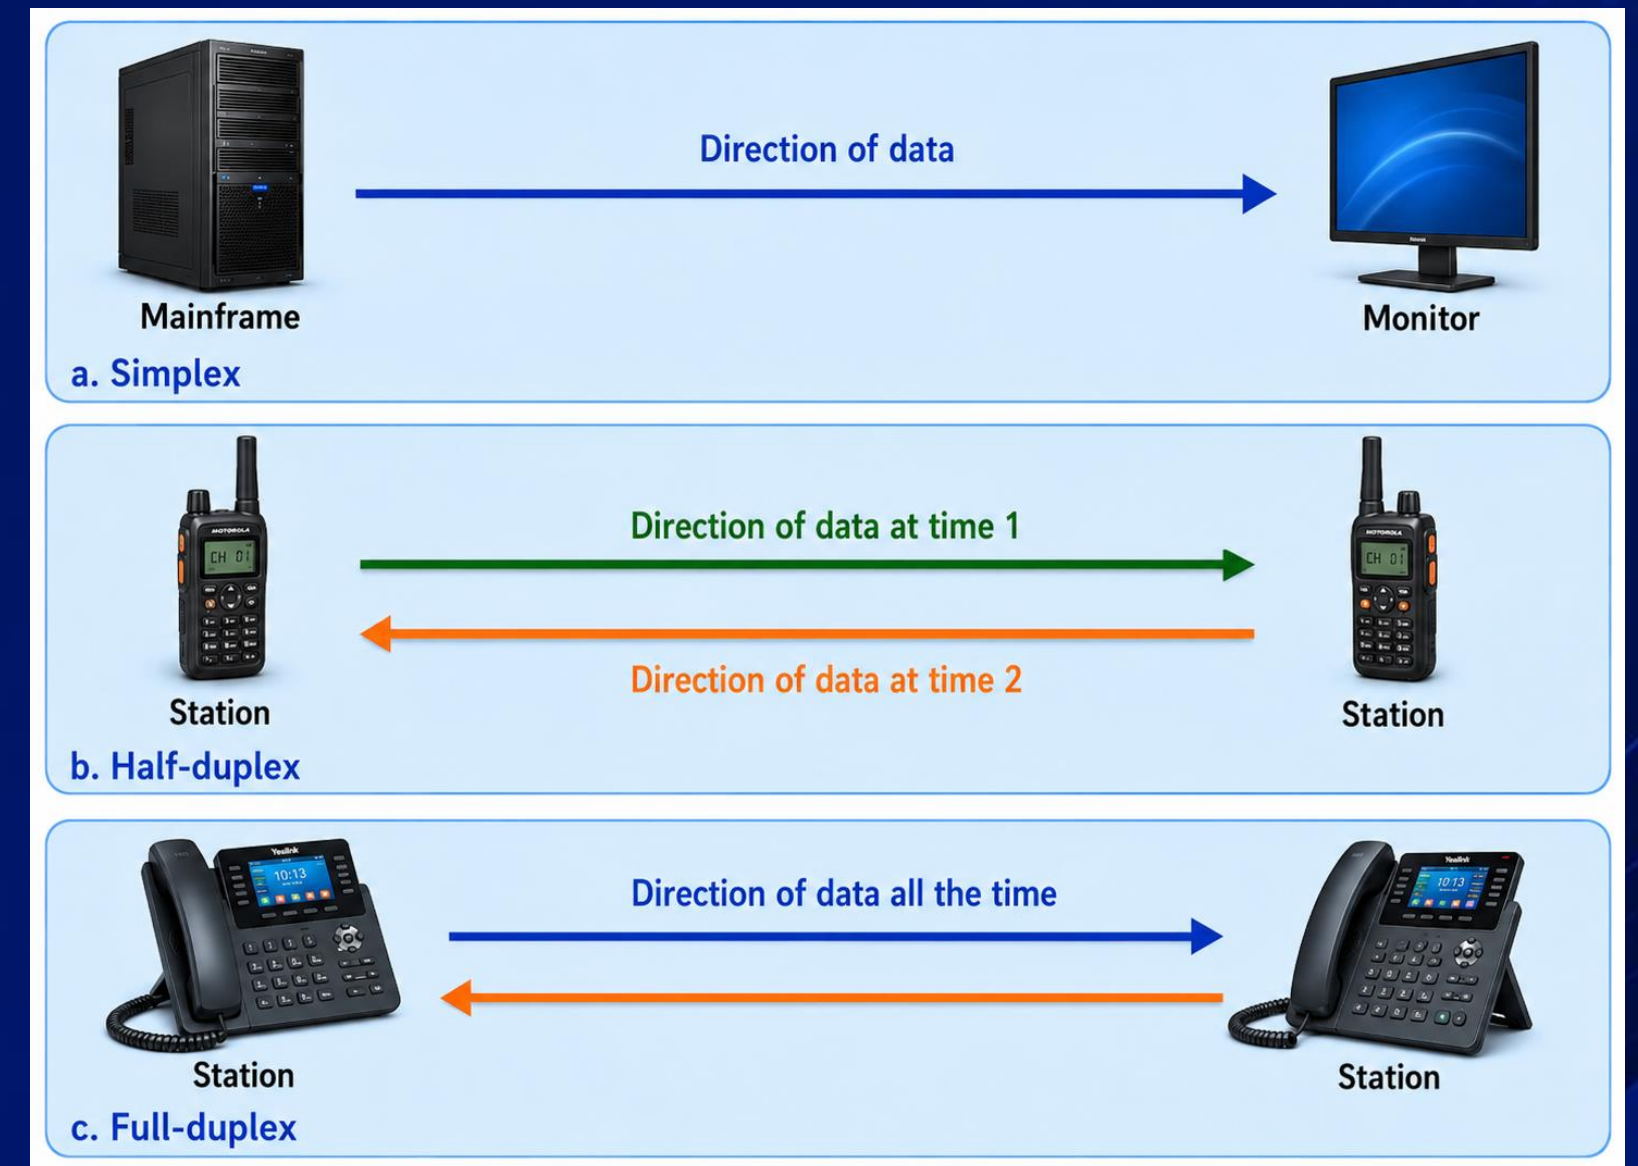 Direction of data
Mainframe
Monitor
a. Simplex
MOTOROLA
MOTOROLA
CH 01
CH 01
Direction of data at time 1
Direction of data at time 2
Station
Station
b. Half-duplex
Yealink
Yealink
10:13
10:13
Direction of data all the time
Station
Station
c. Full-duplex